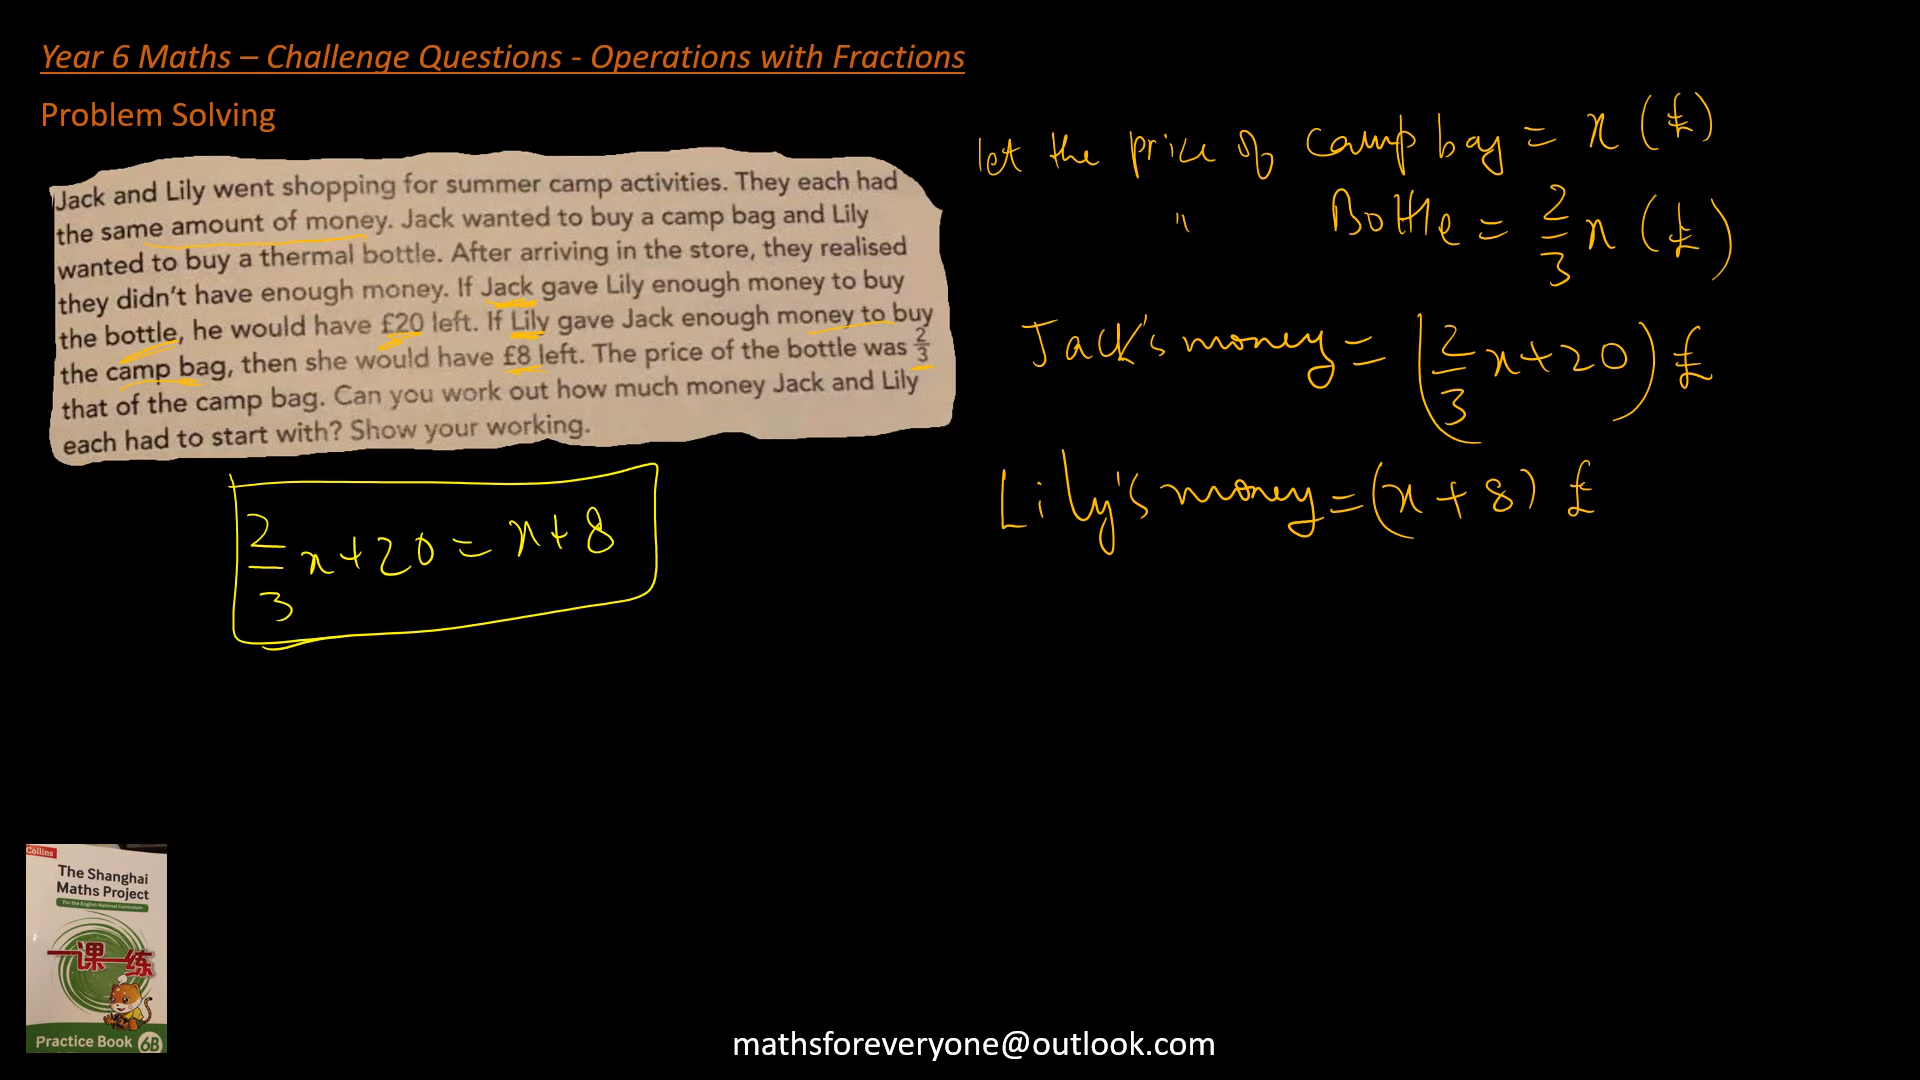 Year 6 Maths – Challenge Questions - Operations with Fractions
Problem Solving
Jack and Lily went shopping for summer camp activities. They each had
the same amount of money. Jack wanted to buy a camp bag and Lily
wanted to buy a thermal bottle. After arriving in the store, they realised
they didn't have enough money. If Jack gave Lily enough money to buy
the bottle, he would have £20 left. If Lily gave Jack enough money to buy
the camp bag, then she would have £8 left. The price of the bottle was 2/3
that of the camp bag. Can you work out how much money Jack and Lily
each had to start with? Show your working.
let the price of camp bag = x (£)
" Bottle = 2/3 x (£)
Jack's money = (2/3 x + 20) £
Lily's money = (x + 8) £
2/3 x + 20 = x + 8
Collins
The Shanghai
Maths Project
For the English National Curriculum
一课一练
Practice Book 6B
mathsforeveryone@outlook.com